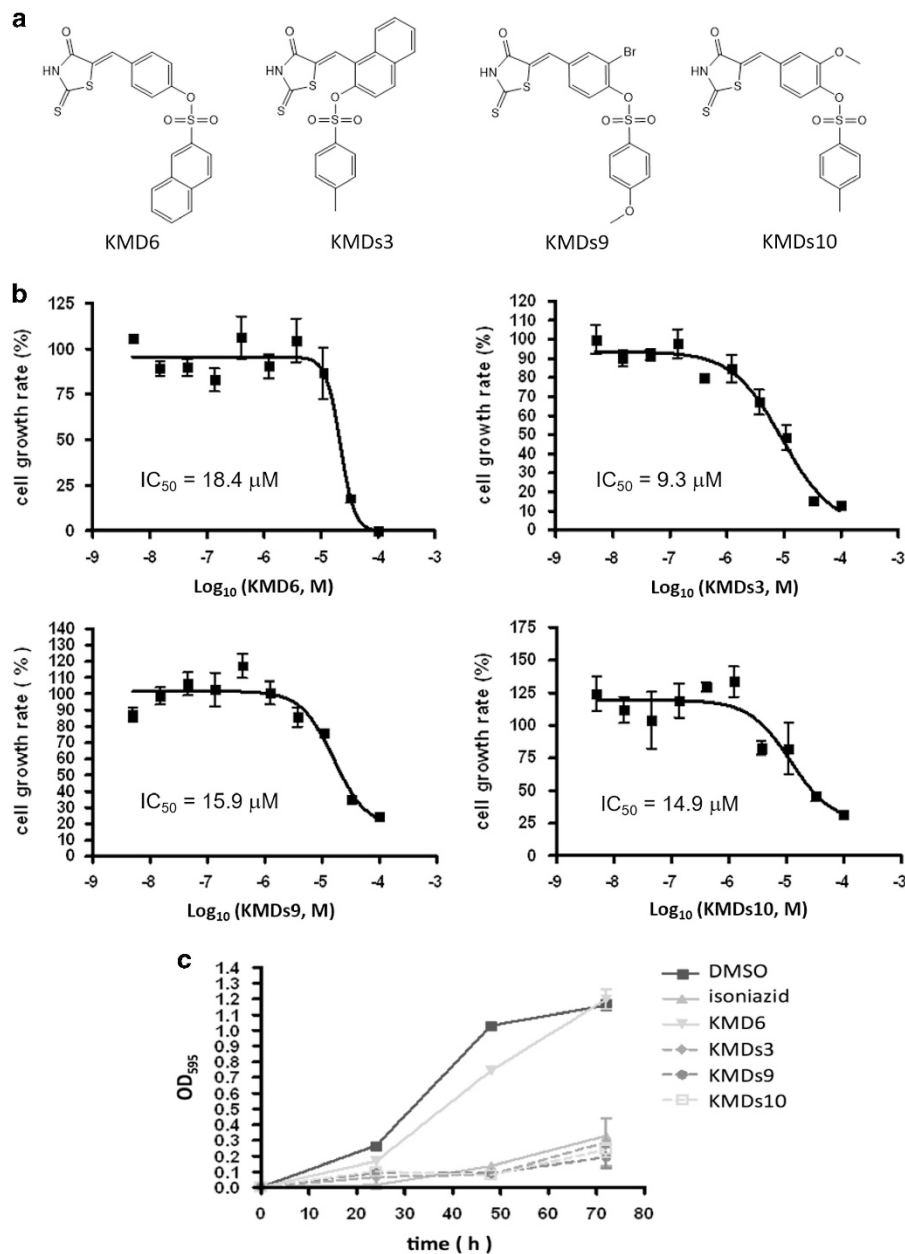 a
O
HN
S
S
O
O
S
O
KMD6
O
HN
S
S
O
O
S
O
KMDs3
O
HN
S
S
Br
O
O
S
O
O
KMDs9
O
HN
S
S
O
O
O
S
O
KMDs10
b
cell growth rate (%)
125
100
75
50
25
0
IC50 = 18.4 μM
-9 -8 -7 -6 -5 -4 -3
Log10 (KMD6, M)
cell growth rate (%)
120
110
100
90
80
70
60
50
40
30
20
10
0
IC50 = 9.3 μM
-9 -8 -7 -6 -5 -4 -3
Log10 (KMDs3, M)
cell growth rate ( %)
140
130
120
110
100
90
80
70
60
50
40
30
20
10
0
IC50 = 15.9 μM
-9 -8 -7 -6 -5 -4 -3
Log10 (KMDs9, M)
cell growth rate (%)
175
150
125
100
75
50
25
0
IC50 = 14.9 μM
-9 -8 -7 -6 -5 -4 -3
Log10 (KMDs10, M)
c
OD595
1.4
1.3
1.2
1.1
1.0
0.9
0.8
0.7
0.6
0.5
0.4
0.3
0.2
0.1
0.0
0 10 20 30 40 50 60 70 80
time ( h )
DMSO
isoniazid
KMD6
KMDs3
KMDs9
KMDs10